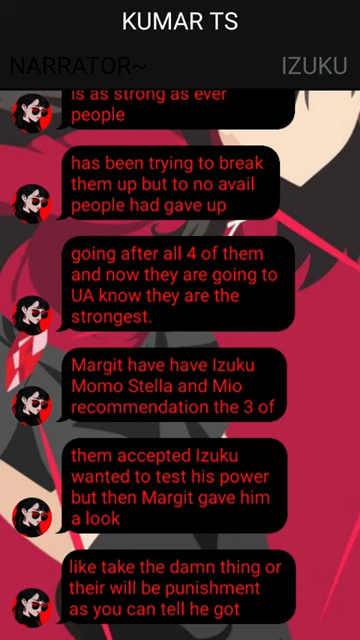 KUMAR TS
NARRATOR~
IZUKU
is as strong as ever
people
has been trying to break
them up but to no avail
people had gave up
going after all 4 of them
and now they are going to
UA know they are the
strongest.
Margit have have Izuku
Momo Stella and Mio
recommendation the 3 of
them accepted Izuku
wanted to test his power
but then Margit gave him
a look
like take the damn thing or
their will be punishment
as you can tell he got